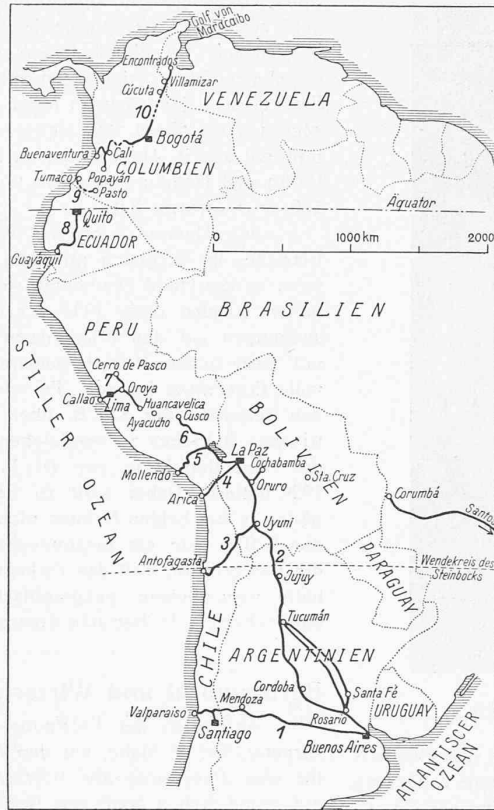 Golf von
Maracaibo
Encontrados
Villamizar
Cúcuta
VENEZUELA
10
Bogotá
Buenaventura
Cali
COLUMBIEN
Tumaco
Popayán
Pasto
9
Äquator
Quito
8
ECUADOR
0 1000 km 2000
Guayaquil
BRASILIEN
PERU
STILLER OZEAN
Cerro de Pasco
7
Oroya
Callao
Lima
Huancavelica
Ayacucho
Cusco
BOLIVIEN
6
La Paz
5
Cochabamba
Mollendo
4
Sta. Cruz
Oruro
Arica
Corumbá
Santos
Uyuni
3
2
PARAGUAY
Wendekreis des
Steinbocks
Antofagasta
Jujuy
Tucumán
CHILE
ARGENTINIEN
Cordoba
Santa Fé
Mendoza
Valparaiso
Rosario
URUGUAY
Santiago
1
Buenos Aires
ATLANTISCER
OZEAN